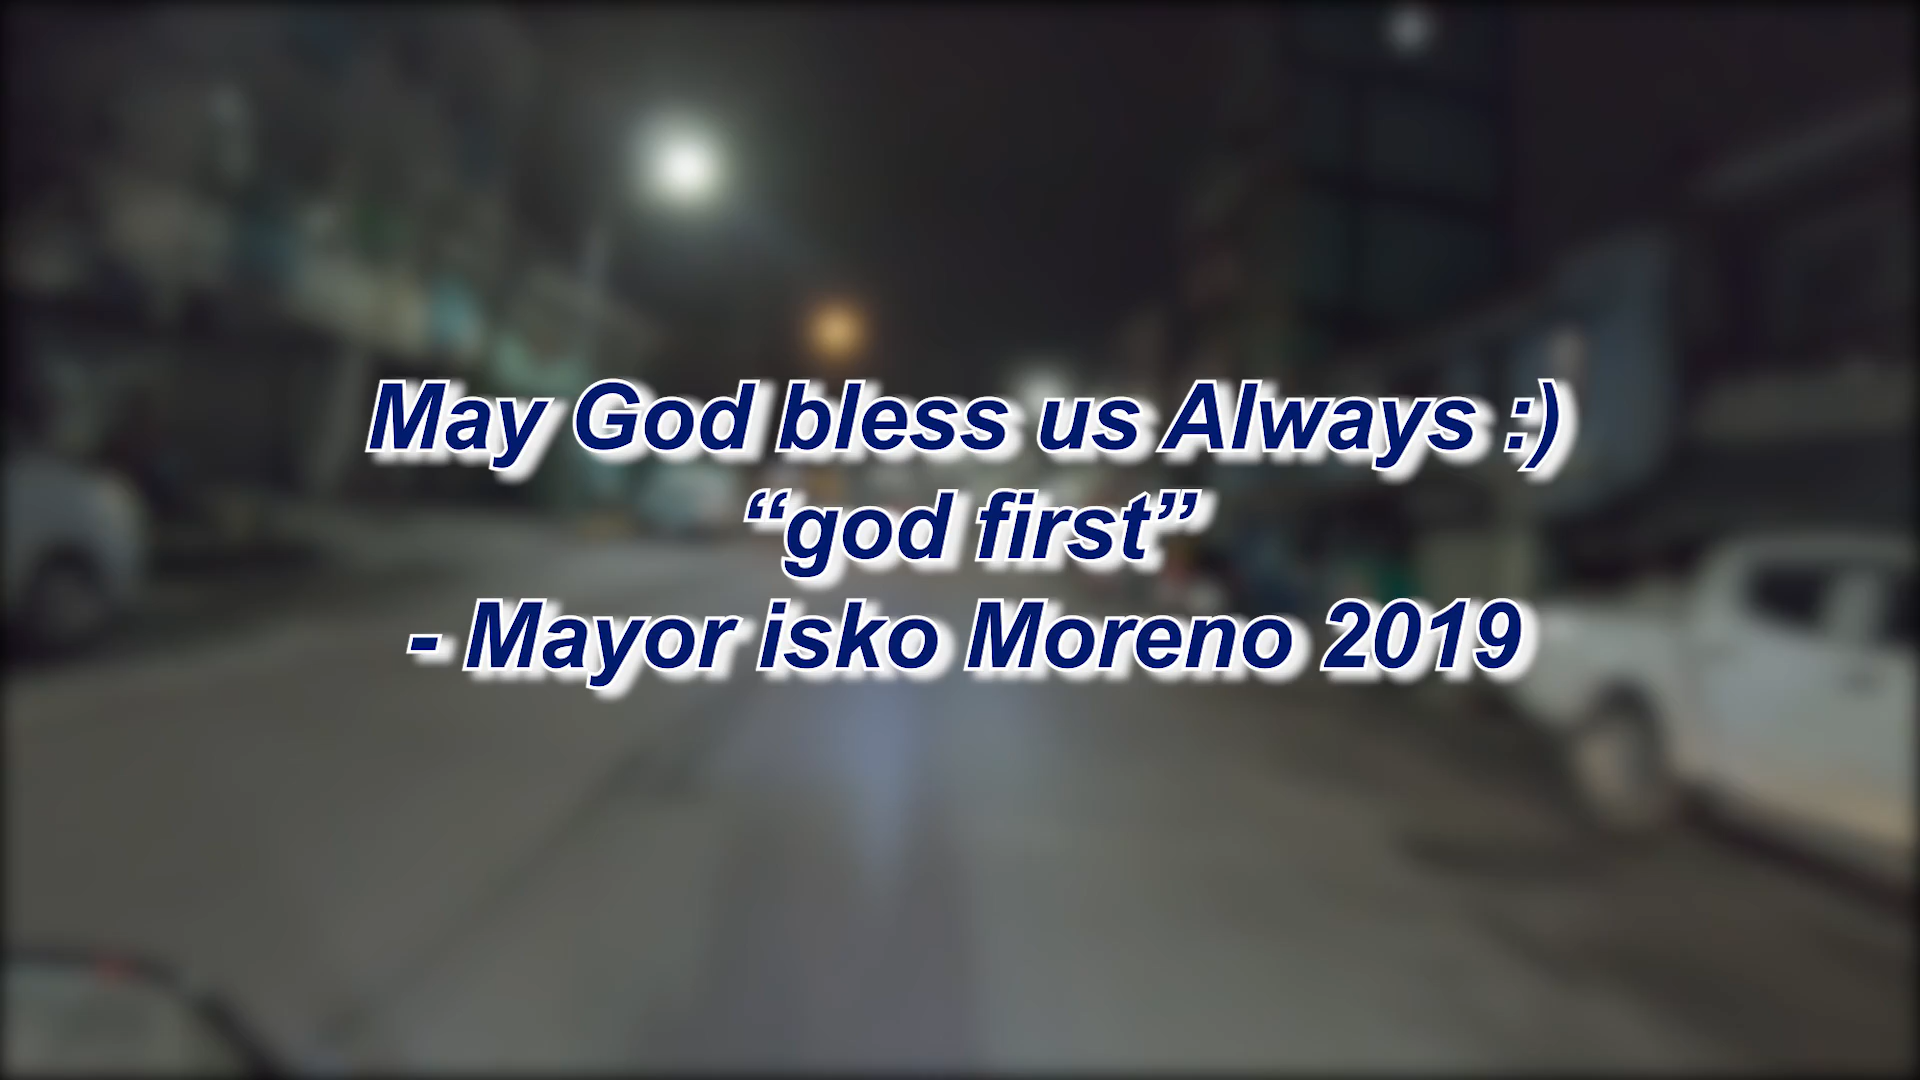 May God bless us Always :)
“god first”
- Mayor isko Moreno 2019